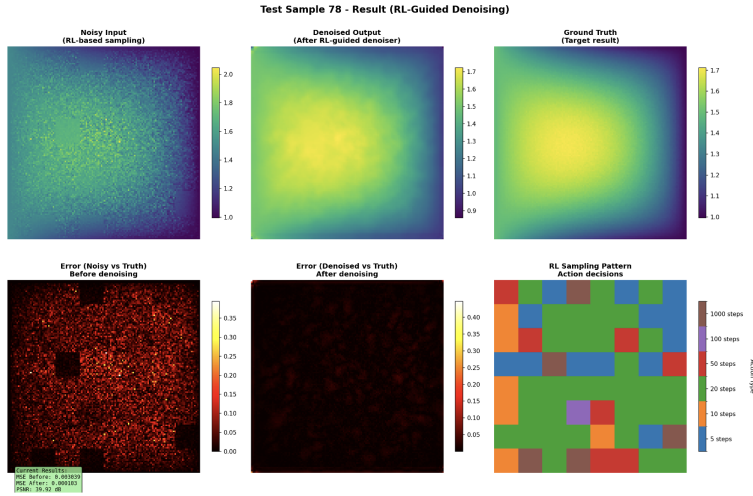 Test Sample 78 - Result (RL-Guided Denoising)
Noisy Input
(RL-based sampling)
Denoised Output
(After RL-guided denoiser)
Ground Truth
(Target result)
2.0
1.8
1.6
1.4
1.2
1.0
1.7
1.6
1.5
1.4
1.3
1.2
1.1
1.0
0.9
1.7
1.6
1.5
1.4
1.3
1.2
1.1
1.0
Error (Noisy vs Truth)
Before denoising
Error (Denoised vs Truth)
After denoising
RL Sampling Pattern
Action decisions
0.35
0.30
0.25
0.20
0.15
0.10
0.05
0.00
0.40
0.35
0.30
0.25
0.20
0.15
0.10
0.05
1000 steps
100 steps
50 steps
20 steps
10 steps
5 steps
Current Results:
MSE Before: 0.003039
MSE After: 0.000103
PSNR: 39.92 dB